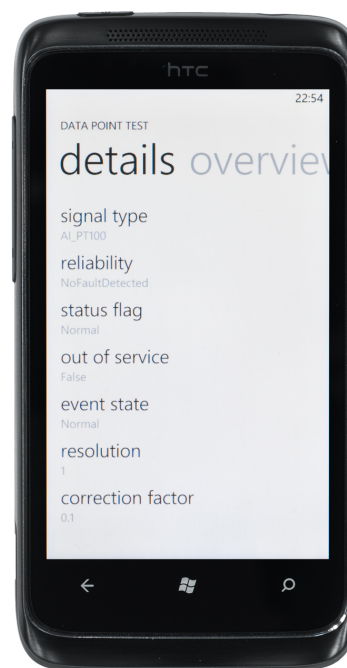 hTC
22:54
DATA POINT TEST
details overview
signal type
AI_PT100
reliability
NoFaultDetected
status flag
Normal
out of service
False
event state
Normal
resolution
1
correction factor
0.1